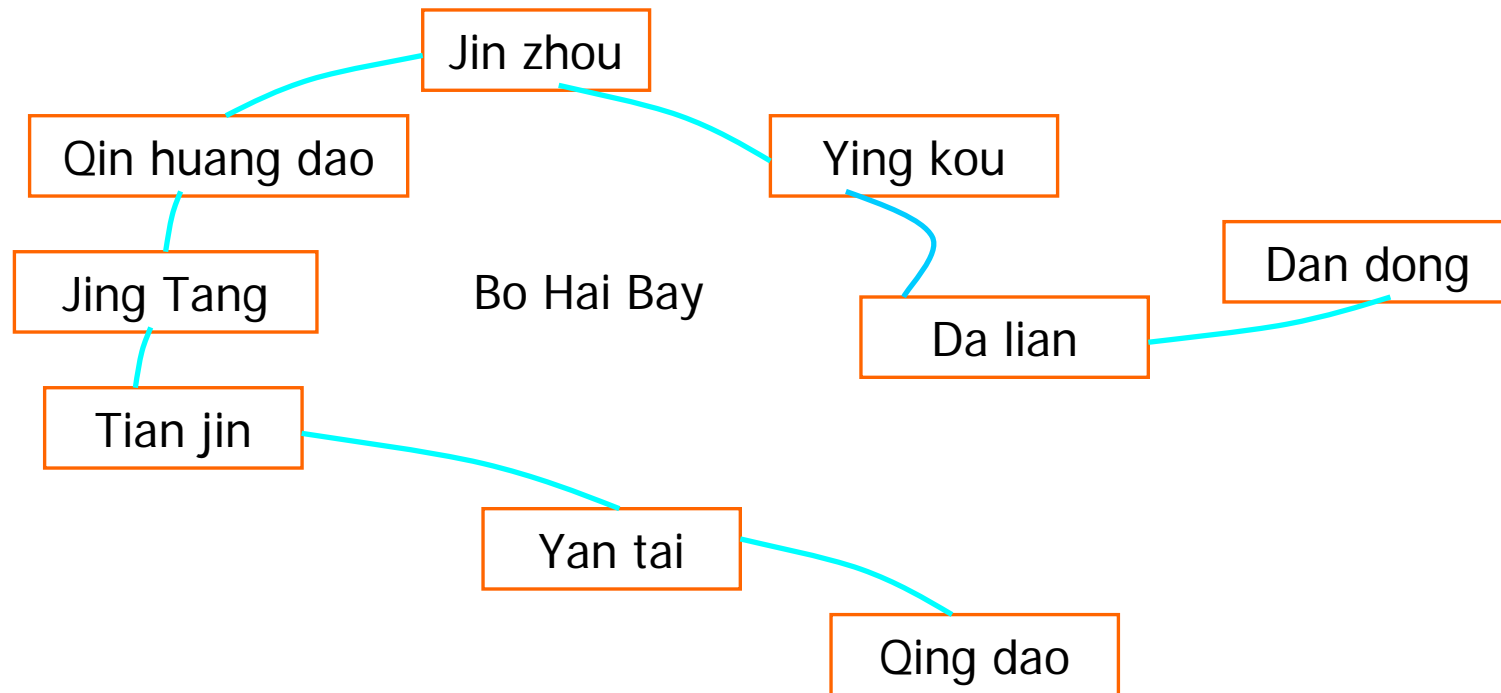 Jin zhou
Qin huang dao
Ying kou
Dan dong
Jing Tang
Bo Hai Bay
Da lian
Tian jin
Yan tai
Qing dao